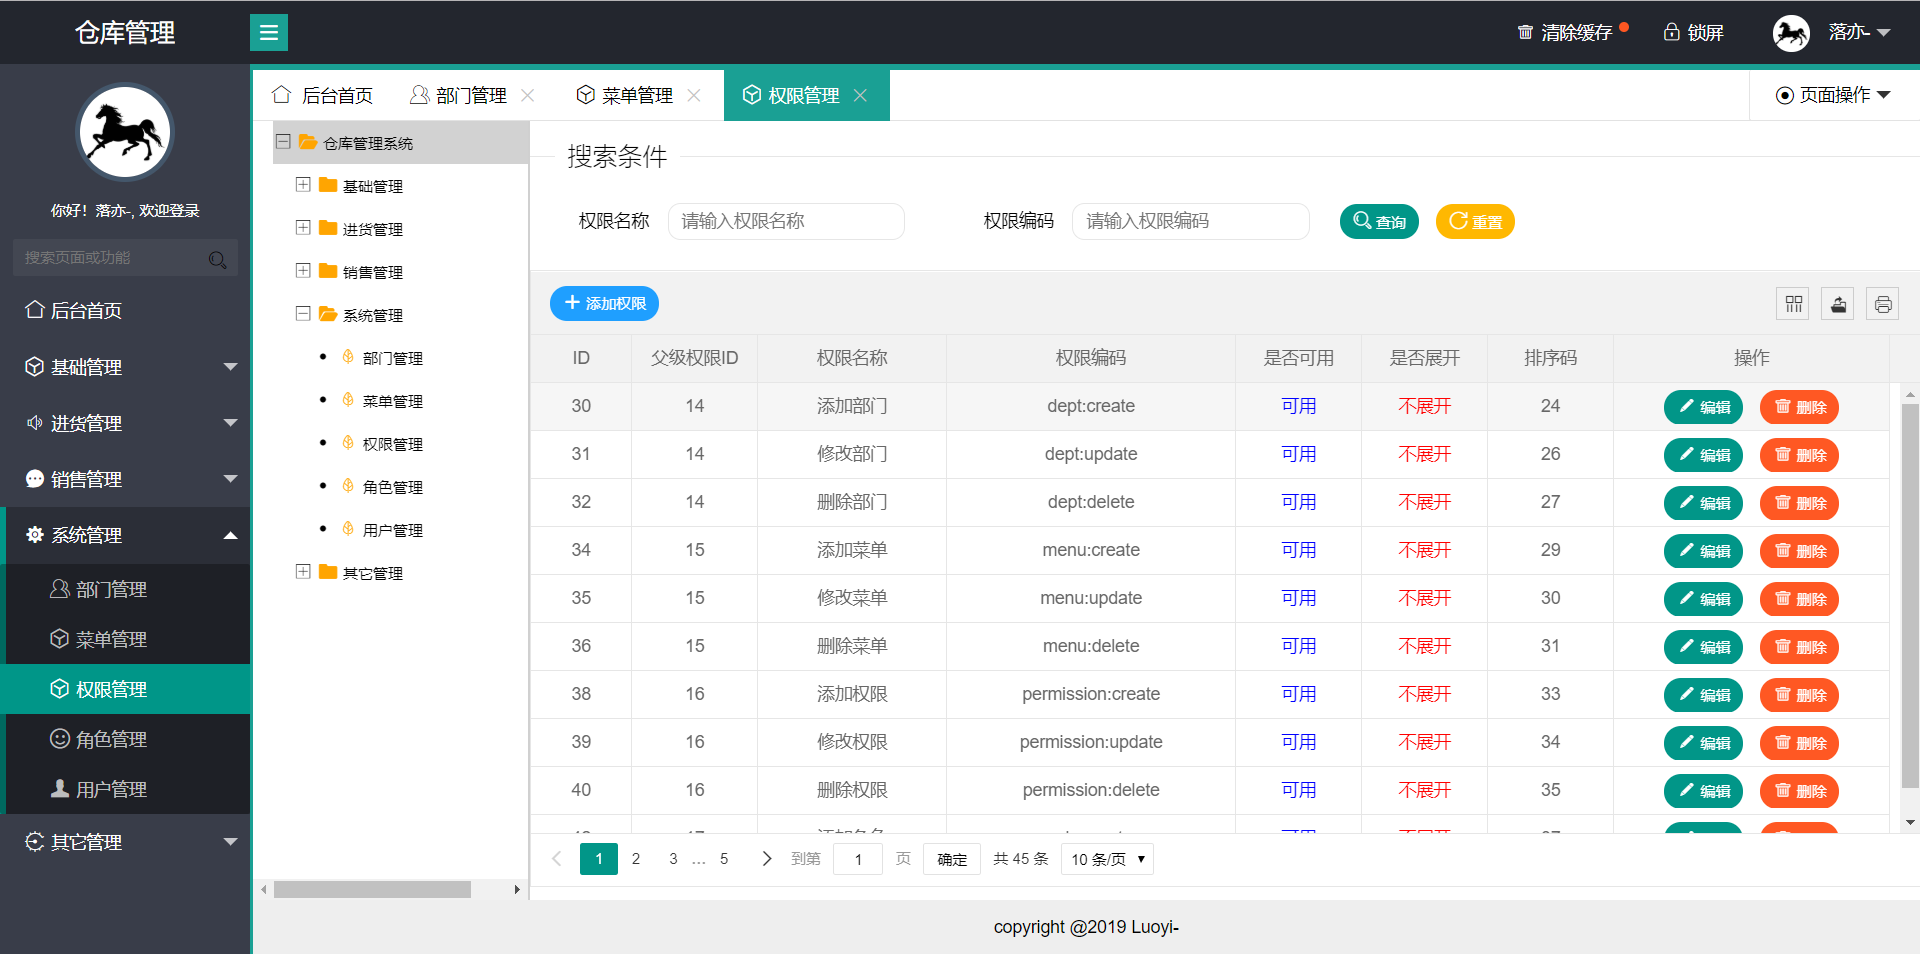 仓库管理
清除缓存
锁屏
落亦-
你好！落亦-, 欢迎登录
搜索页面或功能
后台首页
基础管理
进货管理
销售管理
系统管理
部门管理
菜单管理
权限管理
角色管理
用户管理
其它管理
后台首页 部门管理 菜单管理 权限管理 页面操作
仓库管理系统
基础管理
进货管理
销售管理
系统管理
部门管理
菜单管理
权限管理
角色管理
用户管理
其它管理
搜索条件
权限名称 请输入权限名称 权限编码 请输入权限编码 查询 重置
添加权限
ID 父级权限ID 权限名称 权限编码 是否可用 是否展开 排序码 操作
30 14 添加部门 dept:create 可用 不展开 24 编辑 删除
31 14 修改部门 dept:update 可用 不展开 26 编辑 删除
32 14 删除部门 dept:delete 可用 不展开 27 编辑 删除
34 15 添加菜单 menu:create 可用 不展开 29 编辑 删除
35 15 修改菜单 menu:update 可用 不展开 30 编辑 删除
36 15 删除菜单 menu:delete 可用 不展开 31 编辑 删除
38 16 添加权限 permission:create 可用 不展开 33 编辑 删除
39 16 修改权限 permission:update 可用 不展开 34 编辑 删除
40 16 删除权限 permission:delete 可用 不展开 35 编辑 删除
1 2 3 ... 5 到第 1 页 确定 共 45 条 10 条/页
copyright @2019 Luoyi-